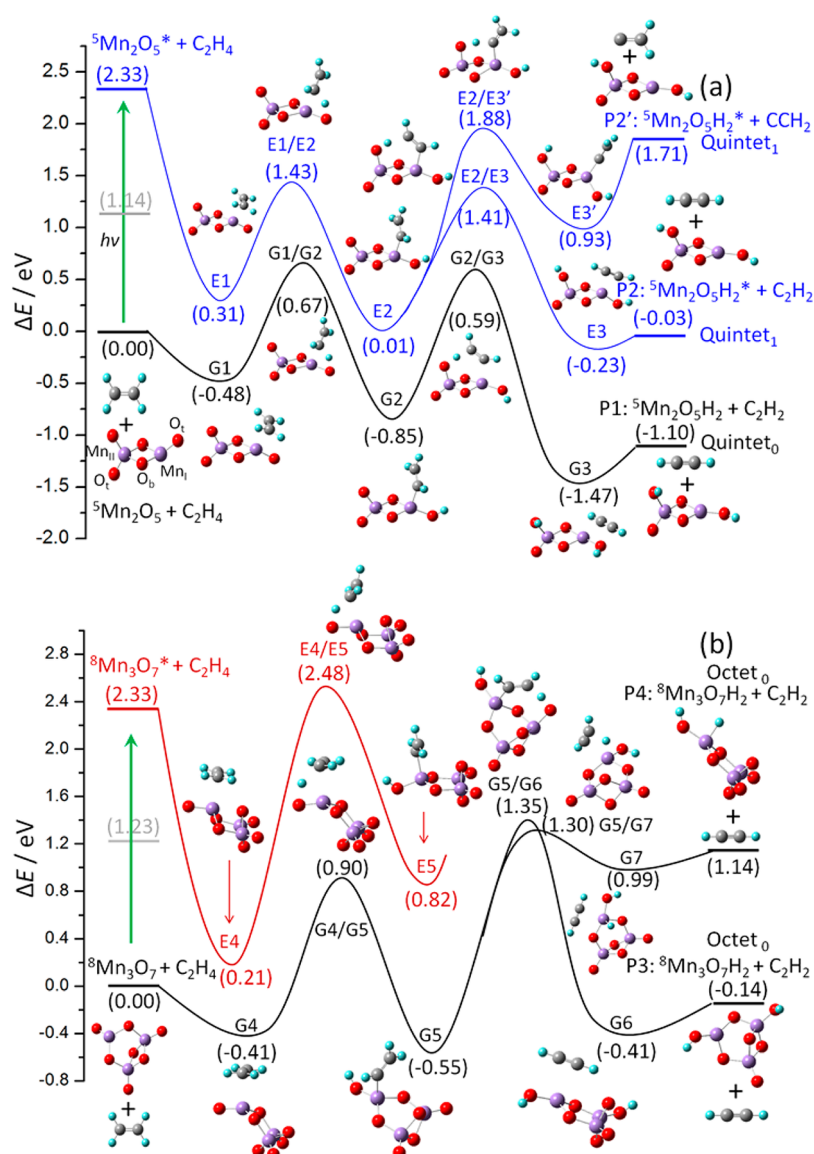 (a)
⁵Mn₂O₅* + C₂H₄
(2.33)
2.5
2.0
1.5
1.0
0.5
0.0
-0.5
-1.0
-1.5
-2.0
ΔE / eV
(1.14)
hν
E1
(0.31)
E1/E2
(1.43)
E2
(0.01)
E2/E3'
(1.88)
E2/E3
(1.41)
E3'
(0.93)
P2': ⁵Mn₂O₅H₂* + CCH₂
(1.71)
Quintet₁
E3
(-0.23)
P2: ⁵Mn₂O₅H₂* + C₂H₂
(-0.03)
Quintet₁
(0.00)
G1
(-0.48)
G1/G2
(0.67)
G2
(-0.85)
G2/G3
(0.59)
G3
(-1.47)
P1: ⁵Mn₂O₅H₂ + C₂H₂
(-1.10)
Quintet₀
+
+
+
+
Oₜ
Mn_II
Mn_I
Oₜ
O_b
⁵Mn₂O₅ + C₂H₄
(b)
2.8
2.4
2.0
1.6
1.2
0.8
0.4
0.0
-0.4
-0.8
ΔE / eV
⁸Mn₃O₇* + C₂H₄
(2.33)
(1.23)
E4
(0.21)
E4/E5
(2.48)
E5
(0.82)
⁸Mn₃O₇ + C₂H₄
(0.00)
+
G4
(-0.41)
(0.90)
G4/G5
G5
(-0.55)
G5/G6
(1.35)
(1.30)
G5/G7
G7
(0.99)
Octet₀
P4: ⁸Mn₃O₇H₂ + C₂H₂
+
(1.14)
G6
(-0.41)
Octet₀
P3: ⁸Mn₃O₇H₂ + C₂H₂
(-0.14)
+